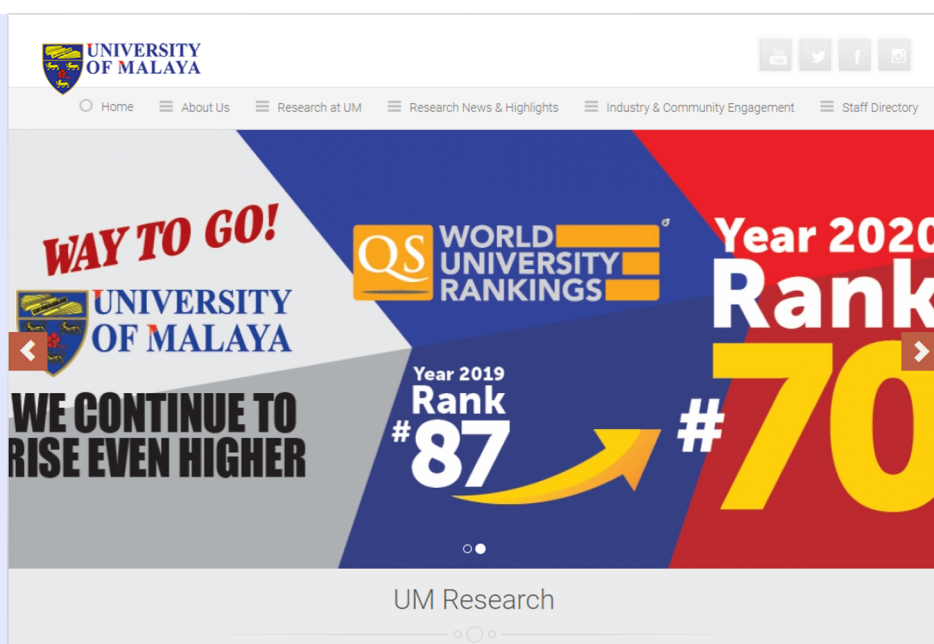 UNIVERSITY
OF MALAYA
You
Tube
Home
About Us
Research at UM
Research News & Highlights
Industry & Community Engagement
Staff Directory
WAY TO GO!
UNIVERSITY
OF MALAYA
WE CONTINUE TO
RISE EVEN HIGHER
QS
WORLD
UNIVERSITY
RANKINGS
Year 2019
Rank
#87
Year 2020
Rank
#70
UM Research